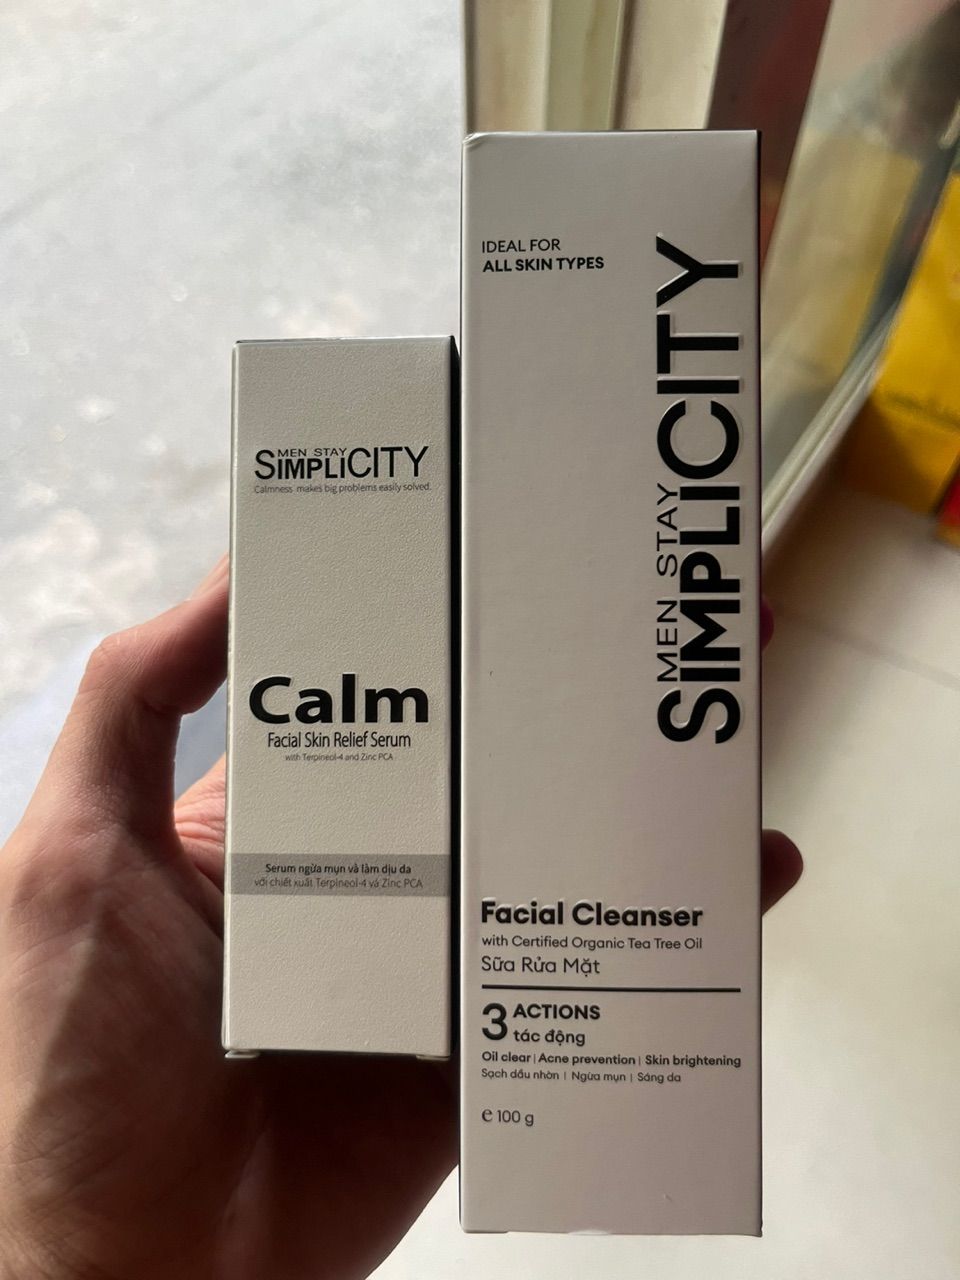 MEN STAY
SIMPLiCITY
Calmness makes big problems easily solved.
Calm
Facial Skin Relief Serum
with Terpineol-4 and Zinc PCA
Serum ngừa mụn và làm dịu da
với chiết xuất Terpineol-4 và Zinc PCA
IDEAL FOR
ALL SKIN TYPES
MEN STAY
SIMPLiCITY
Facial Cleanser
with Certified Organic Tea Tree Oil
Sữa Rửa Mặt
3 ACTIONS
tác động
Oil clear | Acne prevention | Skin brightening
Sạch dầu nhờn | Ngừa mụn | Sáng da
℮ 100 g